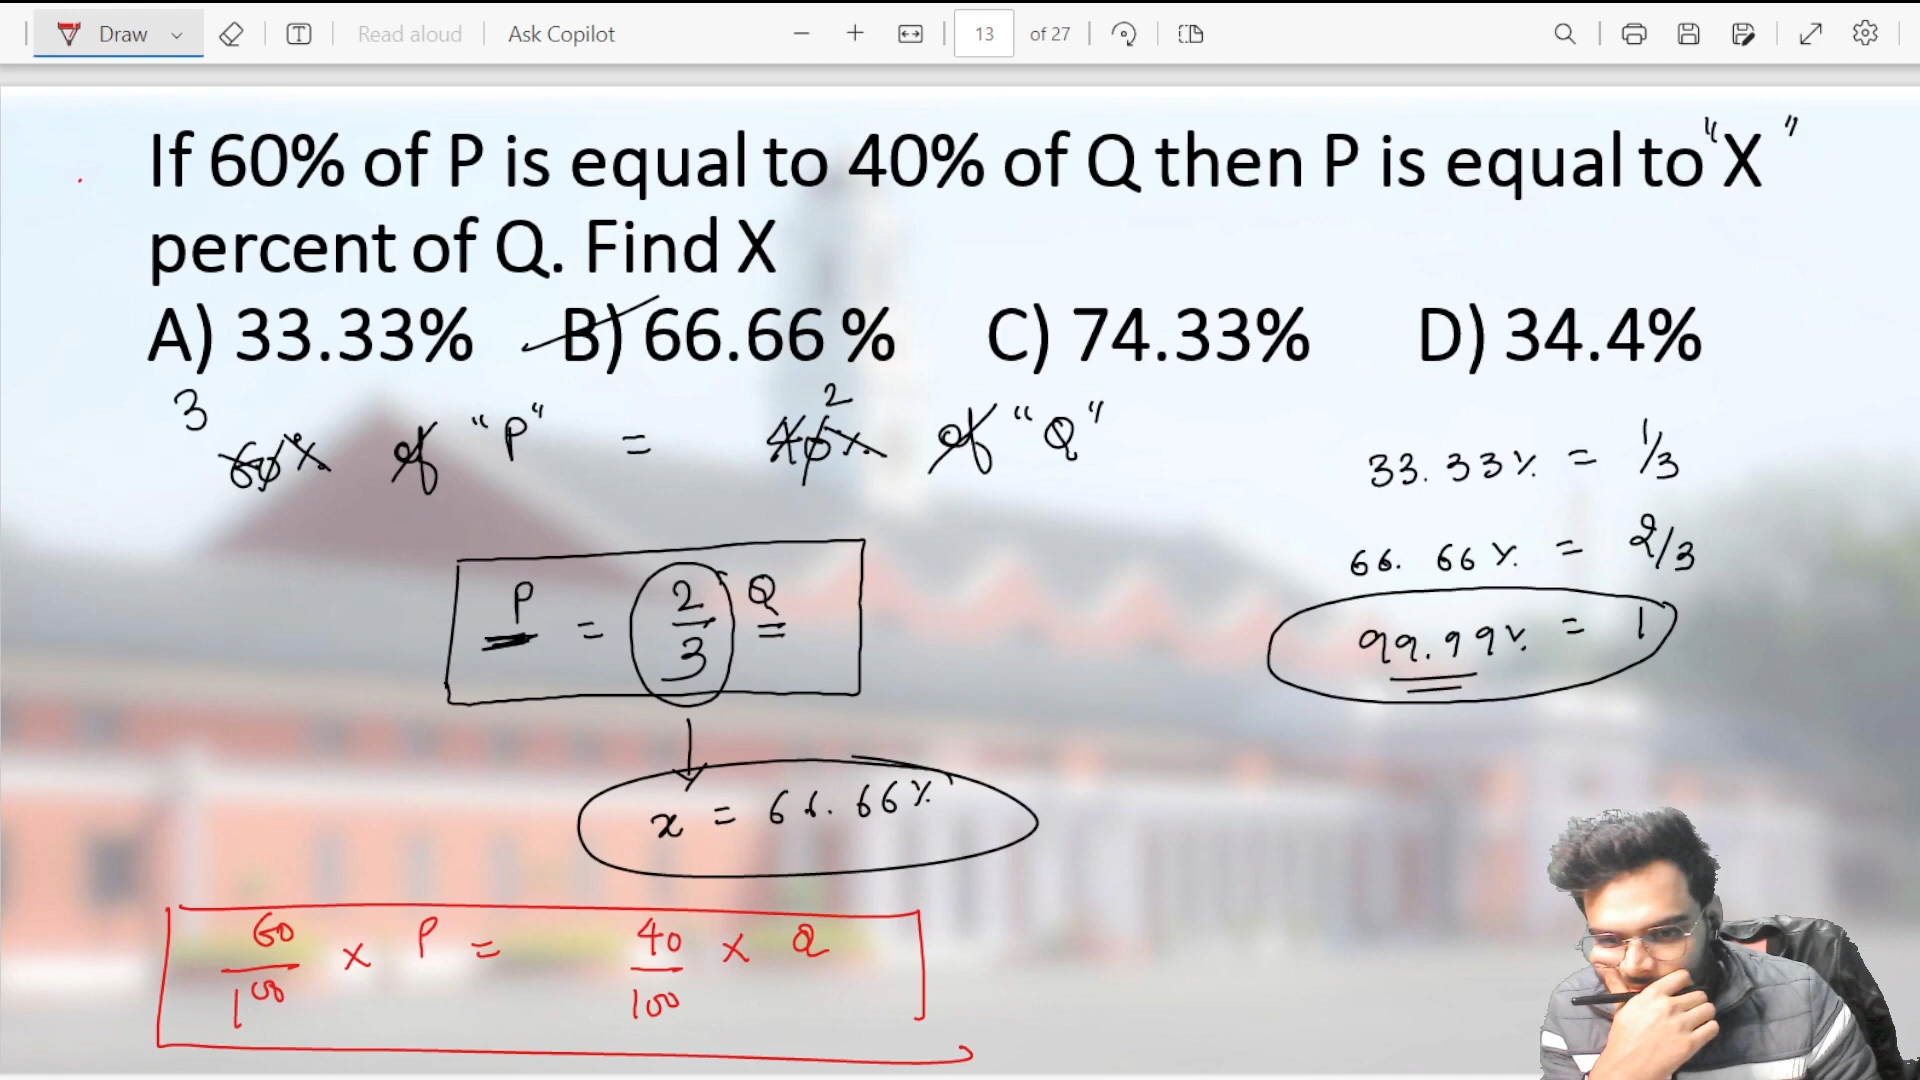 Draw Read aloud Ask Copilot 13 of 27
If 60% of P is equal to 40% of Q then P is equal to "X"
percent of Q. Find X
A) 33.33% B) 66.66 % C) 74.33% D) 34.4%
3 2
60% of "P" = 40% of "Q"
33.33% = 1/3
66.66% = 2/3
99.99% = 1
P = 2/3 Q
x = 66.66%
60/100 × P = 40/100 × Q